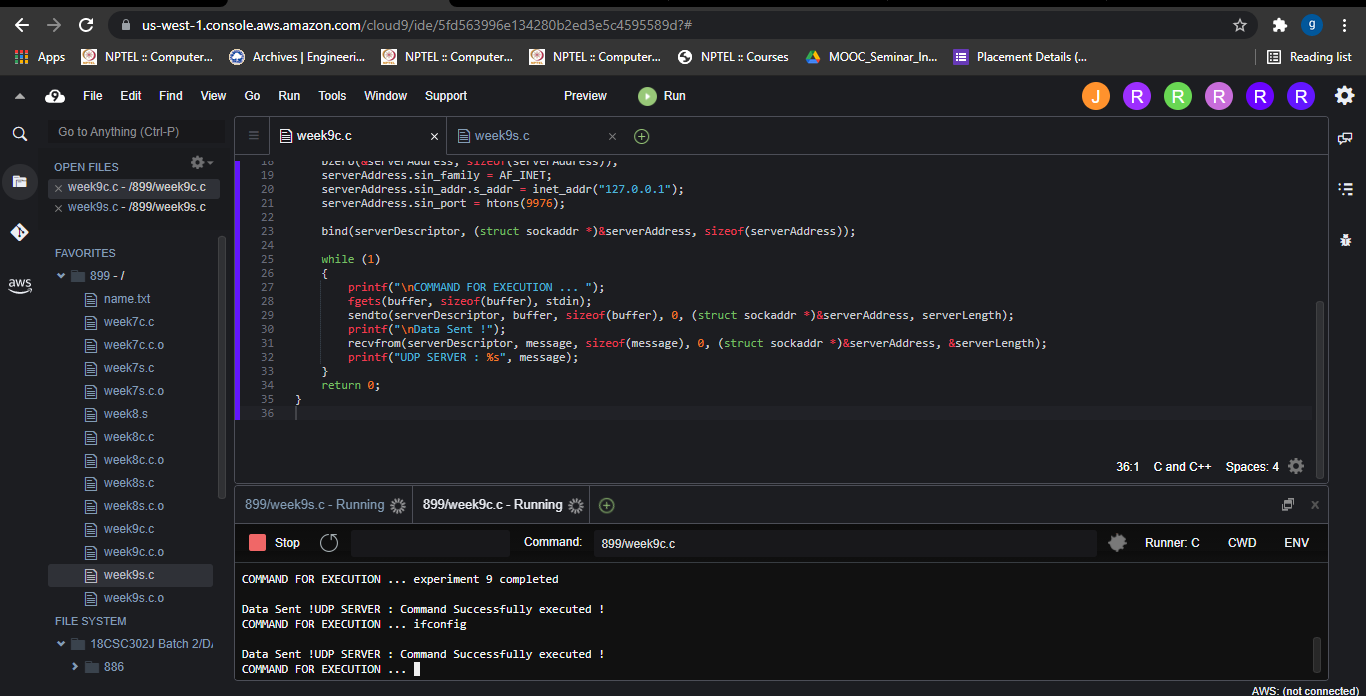 us-west-1.console.aws.amazon.com/cloud9/ide/5fd563996e134280b2ed3e5c4595589d?#
g
Apps
NPTEL :: Computer...
Archives | Engineeri...
NPTEL :: Computer...
NPTEL :: Computer...
NPTEL :: Courses
MOOC_Seminar_In...
Placement Details (...
Reading list
9 File Edit Find View Go Run Tools Window Support Preview Run
J R R R R R
Go to Anything (Ctrl-P)
OPEN FILES
week9c.c - /899/week9c.c
week9s.c - /899/week9s.c
aws
FAVORITES
899 - /
name.txt
week7c.c
week7c.c.o
week7s.c
week7s.c.o
week8.s
week8c.c
week8c.c.o
week8s.c
week8s.c.o
week9c.c
week9c.c.o
week9s.c
week9s.c.o
FILE SYSTEM
18CSC302J Batch 2/D/
886
week9c.c
week9s.c
18 bzero(&serverAddress, sizeof(serverAddress));
19 serverAddress.sin_family = AF_INET;
20 serverAddress.sin_addr.s_addr = inet_addr("127.0.0.1");
21 serverAddress.sin_port = htons(9976);
22
23 bind(serverDescriptor, (struct sockaddr *)&serverAddress, sizeof(serverAddress));
24
25 while (1)
26 {
27 printf("\nCOMMAND FOR EXECUTION ... ");
28 fgets(buffer, sizeof(buffer), stdin);
29 sendto(serverDescriptor, buffer, sizeof(buffer), 0, (struct sockaddr *)&serverAddress, serverLength);
30 printf("\nData Sent !");
31 recvfrom(serverDescriptor, message, sizeof(message), 0, (struct sockaddr *)&serverAddress, &serverLength);
32 printf("UDP SERVER : %s", message);
33 }
34 return 0;
35 }
36
36:1 C and C++ Spaces: 4
899/week9s.c - Running
899/week9c.c - Running
Stop
Command: 899/week9c.c
Runner: C CWD ENV
COMMAND FOR EXECUTION ... experiment 9 completed
Data Sent !UDP SERVER : Command Successfully executed !
COMMAND FOR EXECUTION ... ifconfig
Data Sent !UDP SERVER : Command Successfully executed !
COMMAND FOR EXECUTION ...
AWS: (not connected)